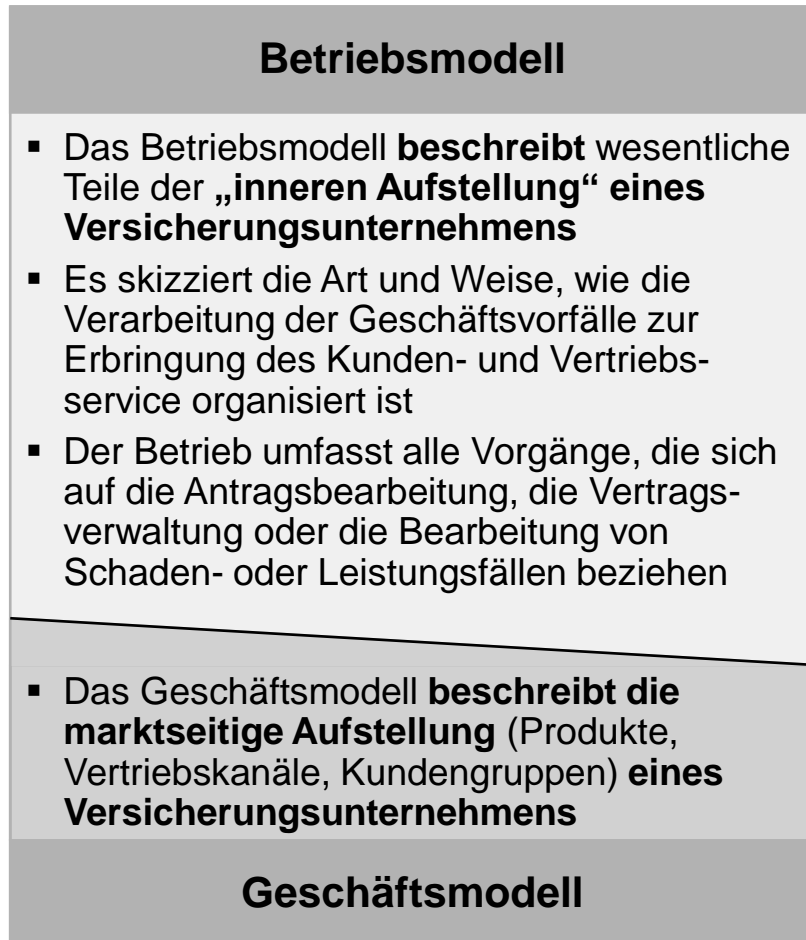 Betriebsmodell
▪ Das Betriebsmodell beschreibt wesentliche
Teile der „inneren Aufstellung“ eines
Versicherungsunternehmens
▪ Es skizziert die Art und Weise, wie die
Verarbeitung der Geschäftsvorfälle zur
Erbringung des Kunden- und Vertriebs-
service organisiert ist
▪ Der Betrieb umfasst alle Vorgänge, die sich
auf die Antragsbearbeitung, die Vertrags-
verwaltung oder die Bearbeitung von
Schaden- oder Leistungsfällen beziehen
▪ Das Geschäftsmodell beschreibt die
marktseitige Aufstellung (Produkte,
Vertriebskanäle, Kundengruppen) eines
Versicherungsunternehmens
Geschäftsmodell